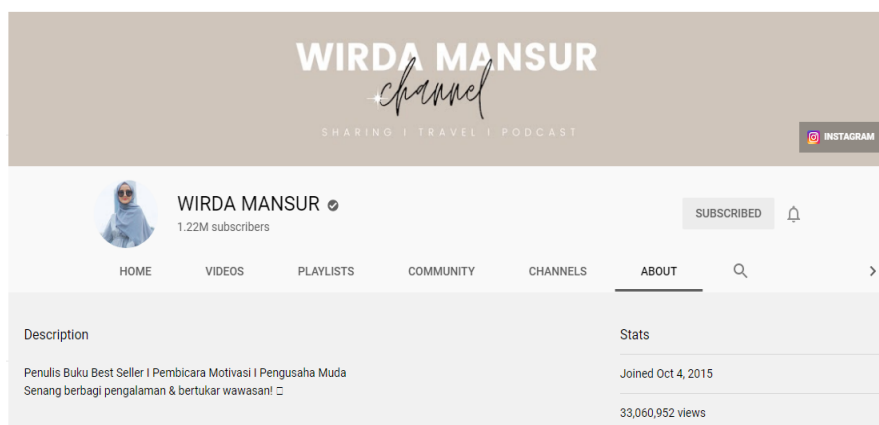 WIRDA MANSUR
channel
SHARING I TRAVEL I PODCAST
INSTAGRAM
WIRDA MANSUR
1.22M subscribers
SUBSCRIBED
HOME VIDEOS PLAYLISTS COMMUNITY CHANNELS ABOUT
Description
Penulis Buku Best Seller I Pembicara Motivasi I Pengusaha Muda
Senang berbagi pengalaman & bertukar wawasan!
Stats
Joined Oct 4, 2015
33,060,952 views